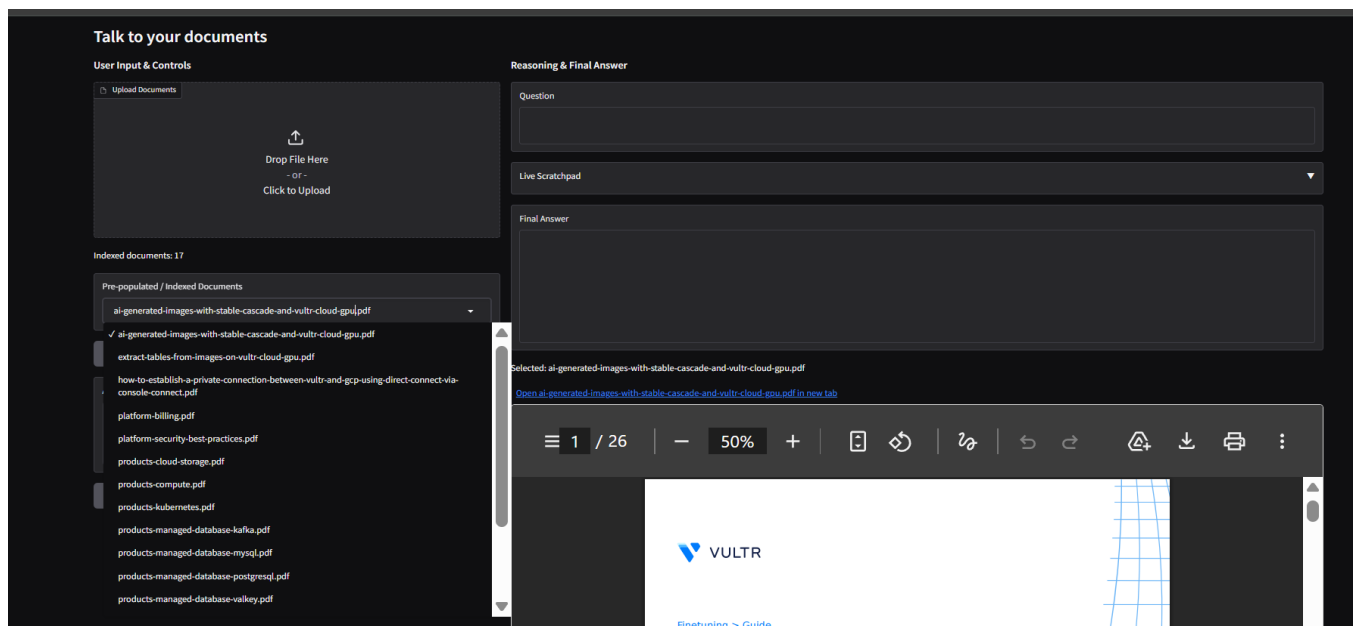 Talk to your documents
User Input & Controls
Upload Documents
Drop File Here
- or -
Click to Upload
Indexed documents: 17
Pre-populated / Indexed Documents
ai-generated-images-with-stable-cascade-and-vultr-cloud-gpu.pdf
✓ ai-generated-images-with-stable-cascade-and-vultr-cloud-gpu.pdf
extract-tables-from-images-on-vultr-cloud-gpu.pdf
how-to-establish-a-private-connection-between-vultr-and-gcp-using-direct-connect-via-
console-connect.pdf
platform-billing.pdf
platform-security-best-practices.pdf
products-cloud-storage.pdf
products-compute.pdf
products-kubernetes.pdf
products-managed-database-kafka.pdf
products-managed-database-mysql.pdf
products-managed-database-postgresql.pdf
products-managed-database-valkey.pdf
Reasoning & Final Answer
Question
Live Scratchpad
Final Answer
Selected: ai-generated-images-with-stable-cascade-and-vultr-cloud-gpu.pdf
Open ai-generated-images-with-stable-cascade-and-vultr-cloud-gpu.pdf in new tab
1 / 26 50%
VULTR
Finetuning > Guide